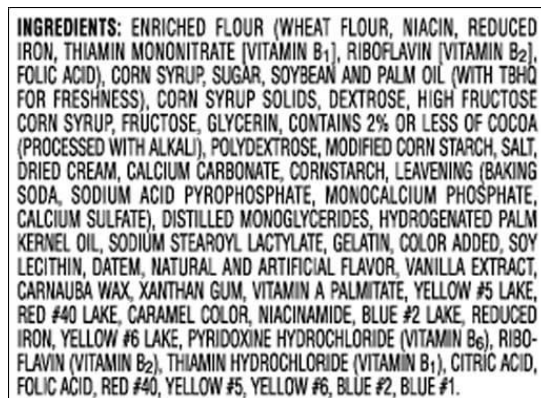 INGREDIENTS: ENRICHED FLOUR (WHEAT FLOUR, NIACIN, REDUCED
IRON, THIAMIN MONONITRATE [VITAMIN B₁], RIBOFLAVIN [VITAMIN B₂],
FOLIC ACID), CORN SYRUP, SUGAR, SOYBEAN AND PALM OIL (WITH TBHQ
FOR FRESHNESS), CORN SYRUP SOLIDS, DEXTROSE, HIGH FRUCTOSE
CORN SYRUP, FRUCTOSE, GLYCERIN, CONTAINS 2% OR LESS OF COCOA
(PROCESSED WITH ALKALI), POLYDEXTROSE, MODIFIED CORN STARCH, SALT,
DRIED CREAM, CALCIUM CARBONATE, CORNSTARCH, LEAVENING (BAKING
SODA, SODIUM ACID PYROPHOSPHATE, MONOCALCIUM PHOSPHATE,
CALCIUM SULFATE), DISTILLED MONOGLYCERIDES, HYDROGENATED PALM
KERNEL OIL, SODIUM STEAROYL LACTYLATE, GELATIN, COLOR ADDED, SOY
LECITHIN, DATEM, NATURAL AND ARTIFICIAL FLAVOR, VANILLA EXTRACT,
CARNAUBA WAX, XANTHAN GUM, VITAMIN A PALMITATE, YELLOW #5 LAKE,
RED #40 LAKE, CARAMEL COLOR, NIACINAMIDE, BLUE #2 LAKE, REDUCED
IRON, YELLOW #6 LAKE, PYRIDOXINE HYDROCHLORIDE (VITAMIN B₆), RIBO-
FLAVIN (VITAMIN B₂), THIAMIN HYDROCHLORIDE (VITAMIN B₁), CITRIC ACID,
FOLIC ACID, RED #40, YELLOW #5, YELLOW #6, BLUE #2, BLUE #1.